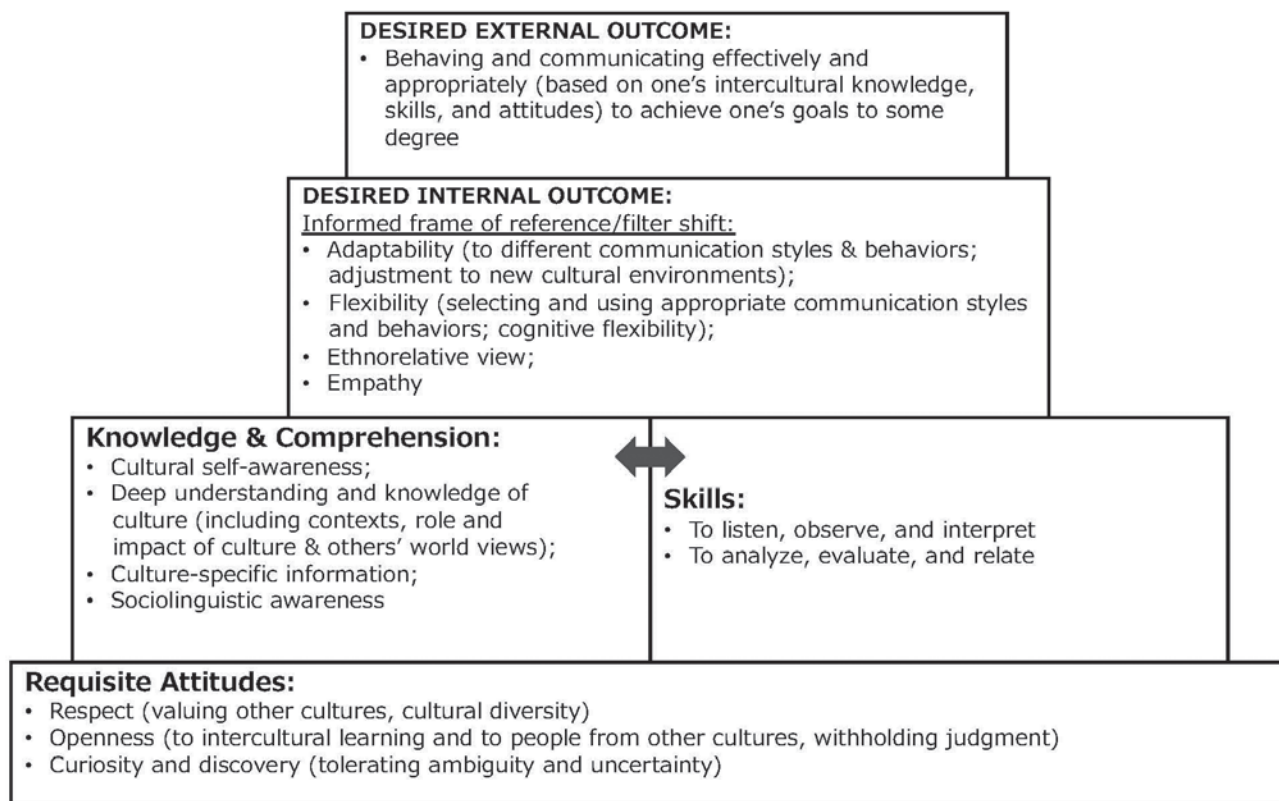 DESIRED EXTERNAL OUTCOME:
• Behaving and communicating effectively and
appropriately (based on one’s intercultural knowledge,
skills, and attitudes) to achieve one’s goals to some
degree
DESIRED INTERNAL OUTCOME:
Informed frame of reference/filter shift:
• Adaptability (to different communication styles & behaviors;
adjustment to new cultural environments);
• Flexibility (selecting and using appropriate communication styles
and behaviors; cognitive flexibility);
• Ethnorelative view;
• Empathy
Knowledge & Comprehension:
• Cultural self-awareness;
• Deep understanding and knowledge of
culture (including contexts, role and
impact of culture & others’ world views);
• Culture-specific information;
• Sociolinguistic awareness
Skills:
• To listen, observe, and interpret
• To analyze, evaluate, and relate
Requisite Attitudes:
• Respect (valuing other cultures, cultural diversity)
• Openness (to intercultural learning and to people from other cultures, withholding judgment)
• Curiosity and discovery (tolerating ambiguity and uncertainty)